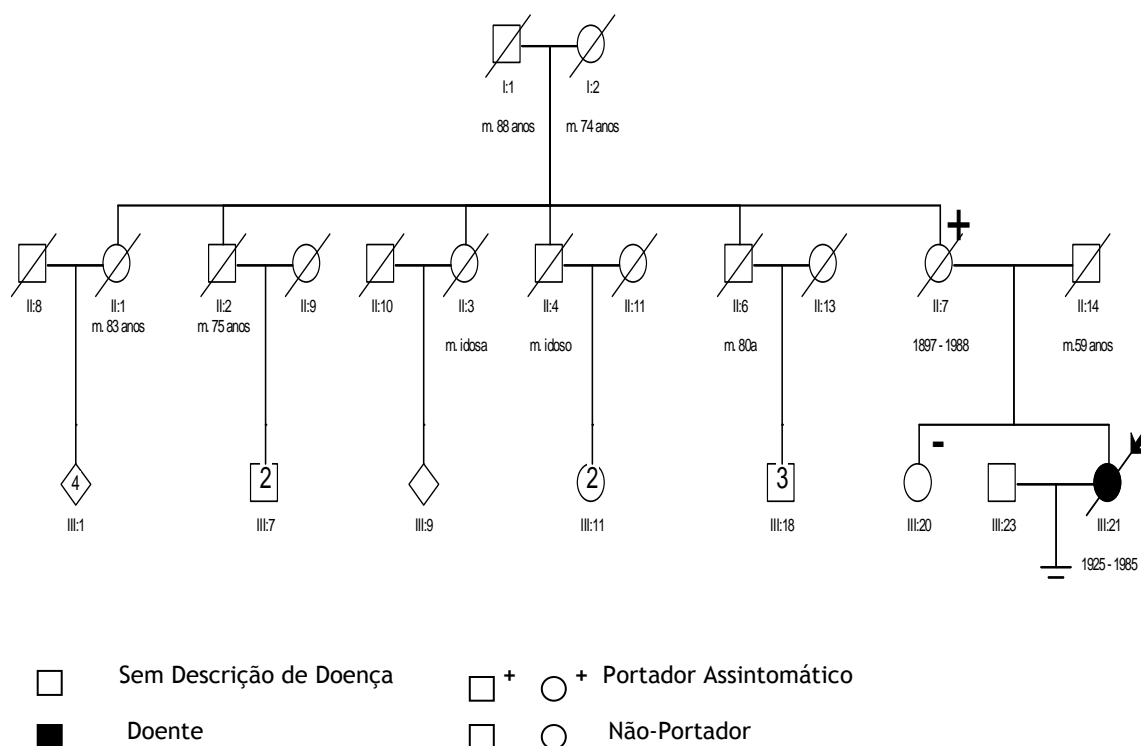 I:1 I:2
m. 88 anos m. 74 anos
+
II:8 II:1 II:2 II:9 II:10 II:3 II:4 II:11 II:6 II:13 II:7 II:14
m. 83 anos m. 75 anos
m. idosa m. idoso m. 80a 1897 - 1988 m.59 anos
-
4 2 2 3
III:1 III:7 III:9 III:11 III:18 III:20 III:23 III:21
1925 - 1985
Sem Descrição de Doença + + Portador Assintomático
Doente Não-Portador